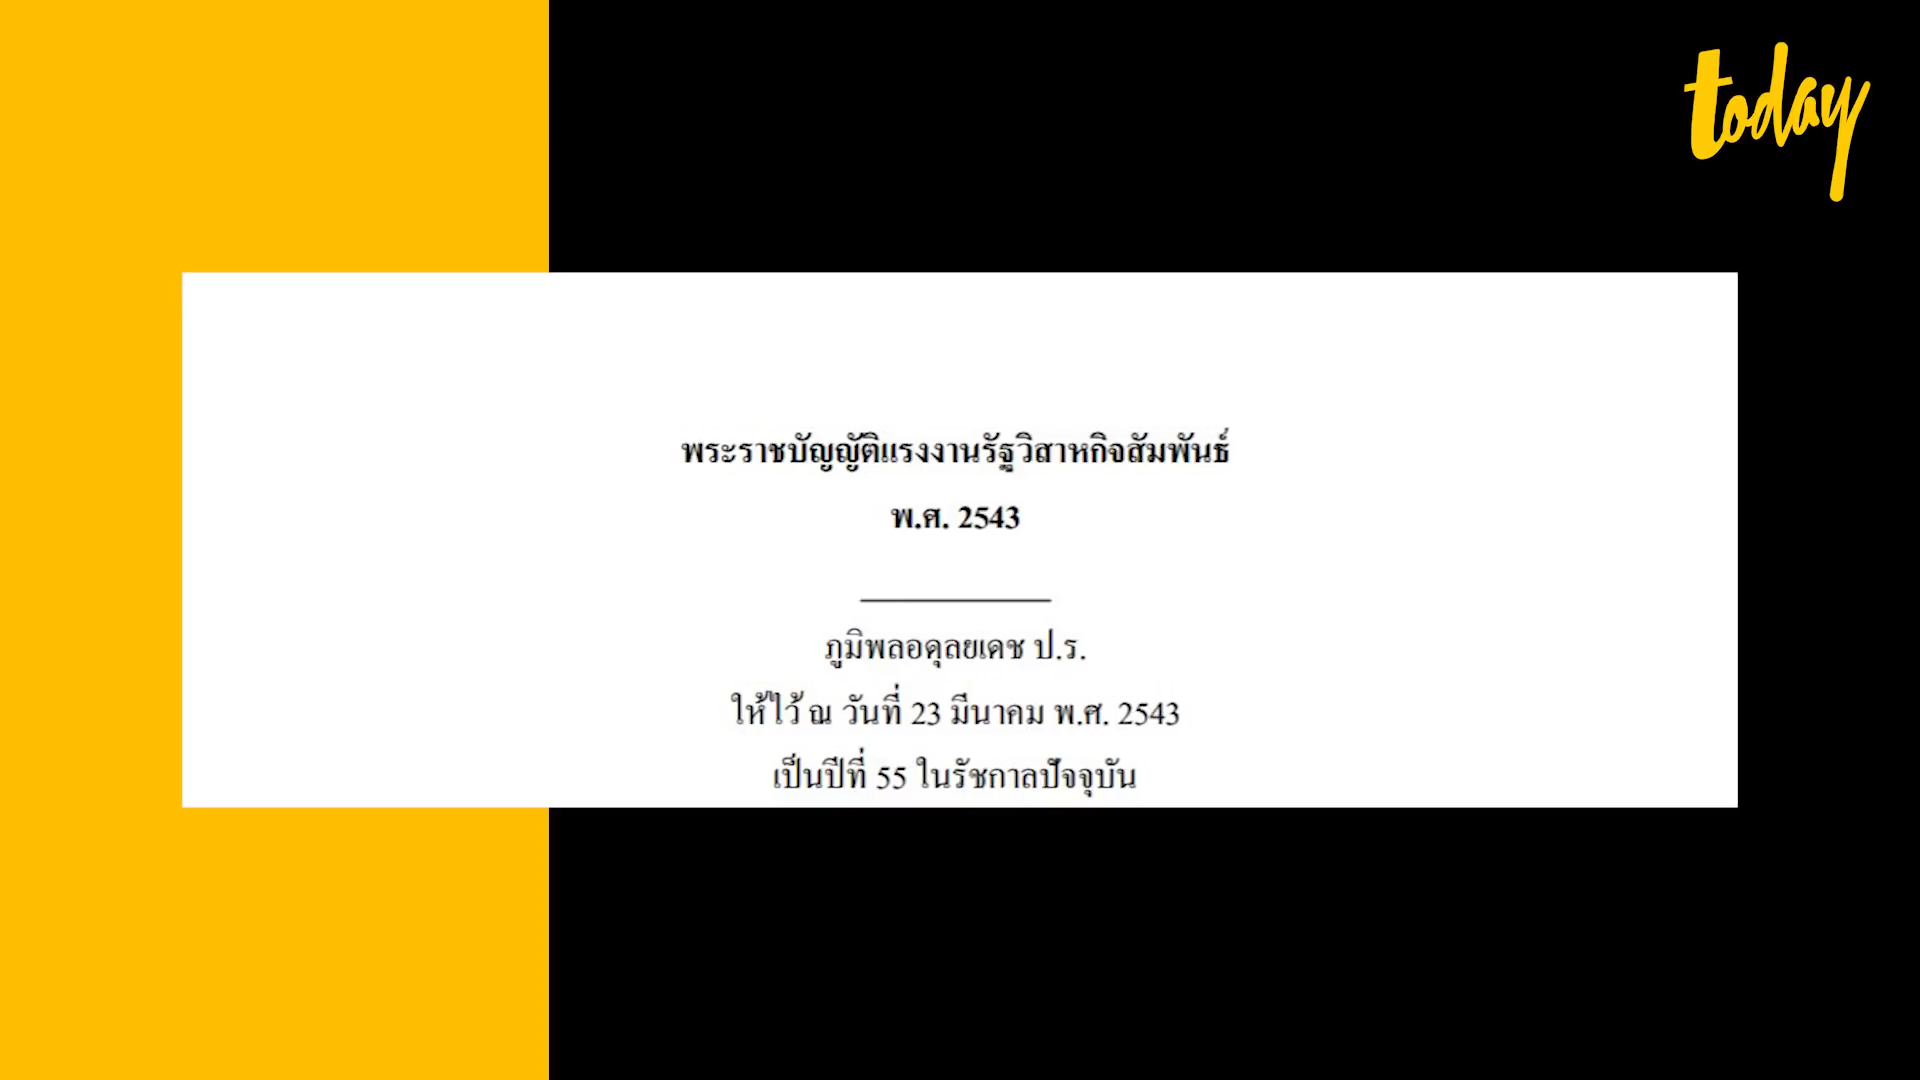 today
พระราชบัญญัติแรงงานรัฐวิสาหกิจสัมพันธ์
พ.ศ. 2543
ภูมิพลอดุลยเดช ป.ร.
ให้ไว้ ณ วันที่ 23 มีนาคม พ.ศ. 2543
เป็นปีที่ 55 ในรัชกาลปัจจุบัน